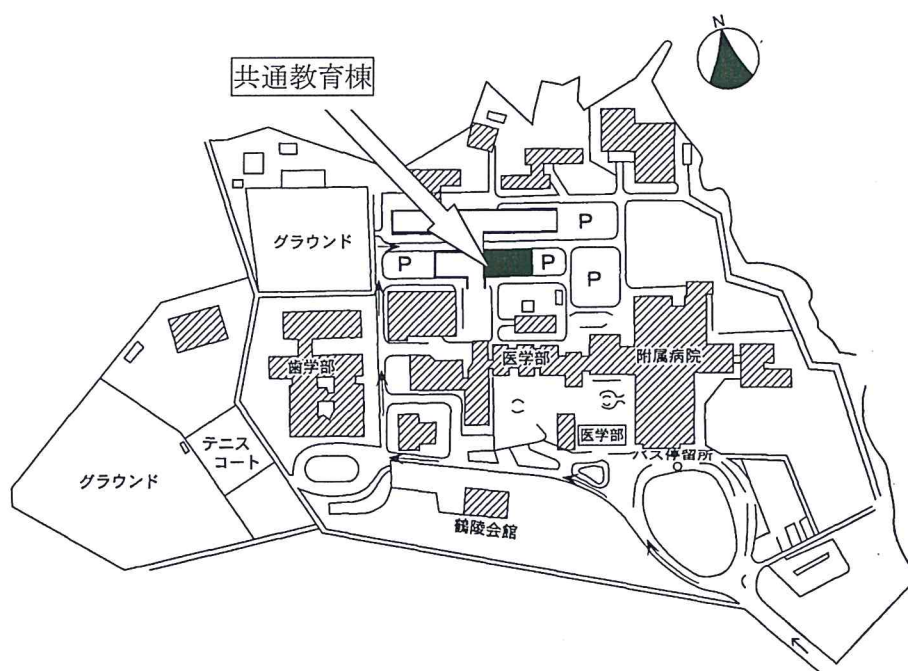 N
共通教育棟
P
グラウンド
P
P
P
歯学部
医学部
附属病院
医学部
バス停留所
テニス
コート
グラウンド
鶴陵会館